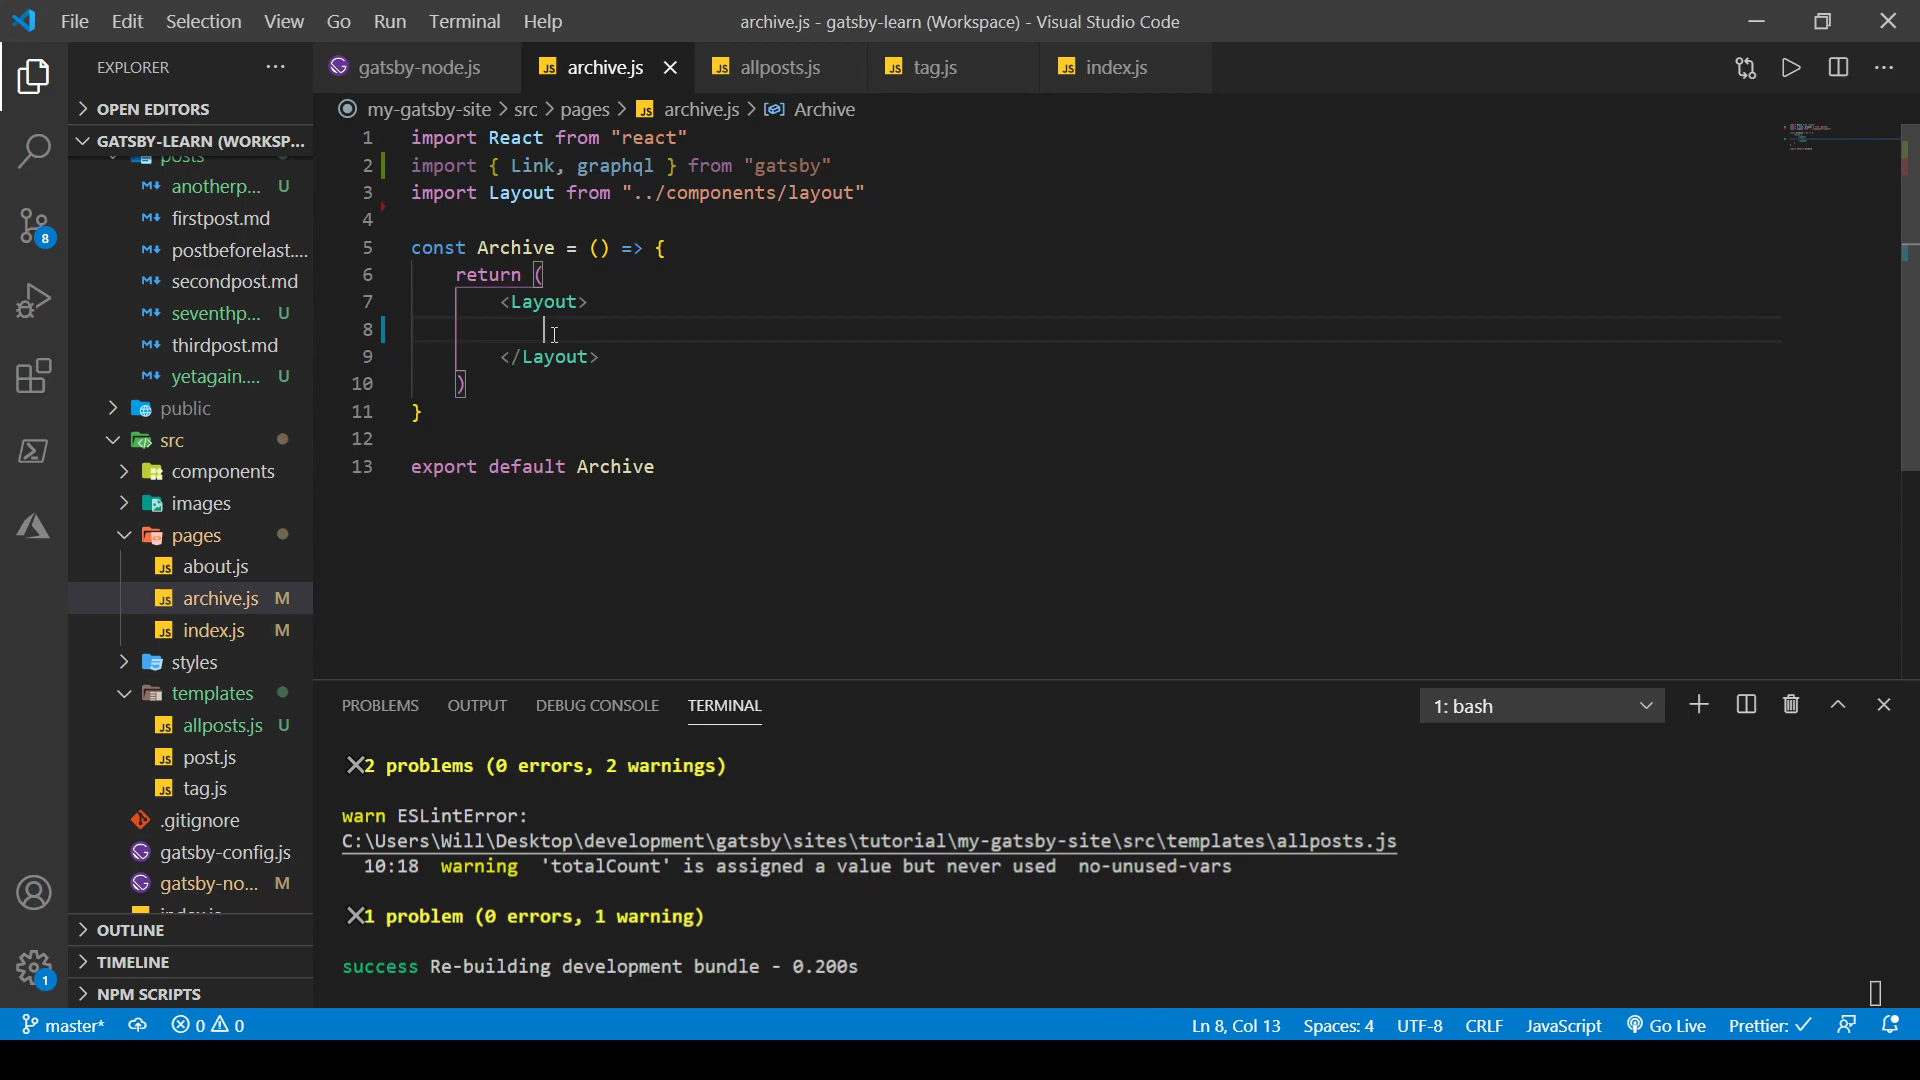 File Edit Selection View Go Run Terminal Help
archive.js - gatsby-learn (Workspace) - Visual Studio Code
EXPLORER ...
gatsby-node.js
archive.js
allposts.js
tag.js
index.js
OPEN EDITORS
GATSBY-LEARN (WORKSP...
posts
anotherp... U
firstpost.md
postbeforelast....
secondpost.md
seventhp... U
thirdpost.md
yetagain.... U
public
src
components
images
pages
about.js
archive.js M
index.js M
styles
templates
allposts.js U
post.js
tag.js
.gitignore
gatsby-config.js
gatsby-no... M
OUTLINE
TIMELINE
NPM SCRIPTS
8
1
my-gatsby-site > src > pages > JS archive.js > Archive
1 import React from "react"
2 import { Link, graphql } from "gatsby"
3 import Layout from "../components/layout"
4
5 const Archive = () => {
6 return (
7 <Layout>
8
9 </Layout>
10 )
11 }
12
13 export default Archive
PROBLEMS OUTPUT DEBUG CONSOLE TERMINAL
1: bash
2 problems (0 errors, 2 warnings)
warn ESLintError:
C:\Users\Will\Desktop\development\gatsby\sites\tutorial\my-gatsby-site\src\templates\allposts.js
10:18 warning 'totalCount' is assigned a value but never used no-unused-vars
1 problem (0 errors, 1 warning)
success Re-building development bundle - 0.200s
master* 0 0
Ln 8, Col 13 Spaces: 4 UTF-8 CRLF JavaScript Go Live Prettier: ✓